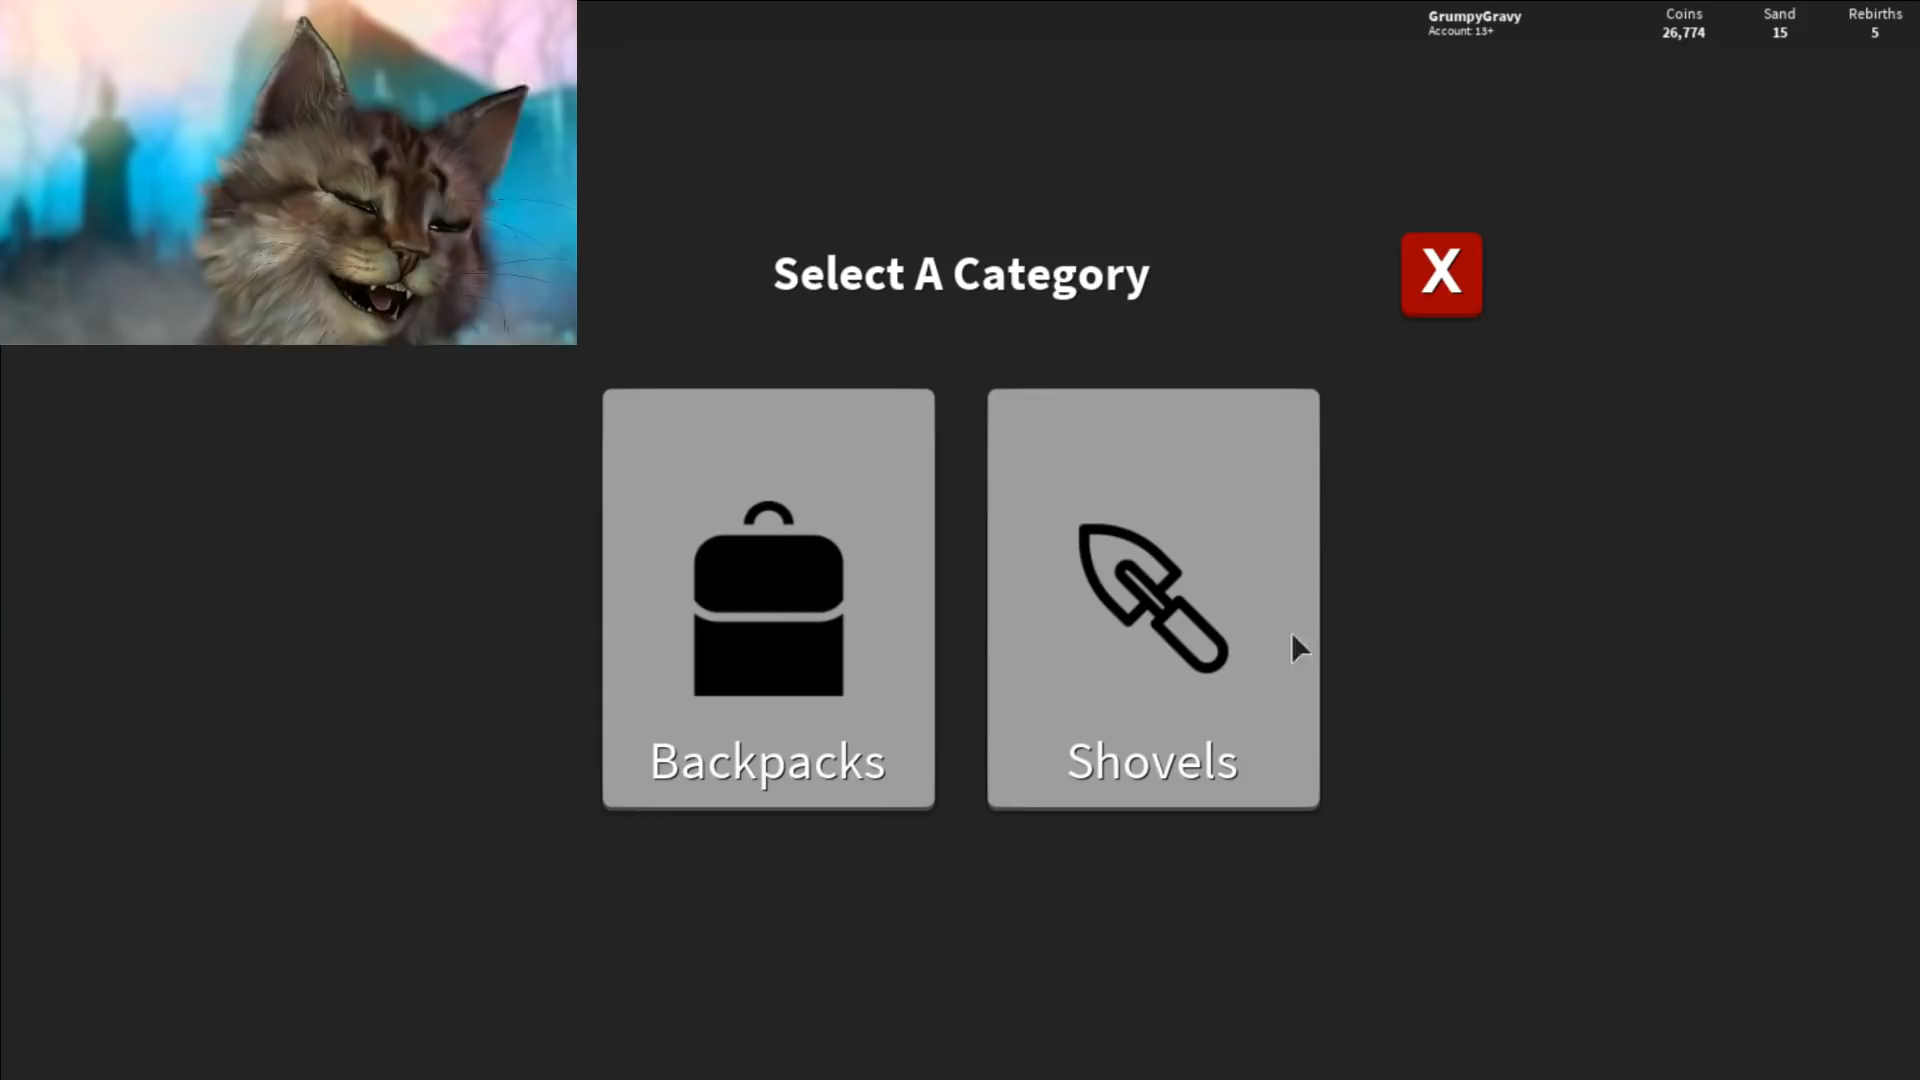 GrumpyGravy
Account: 13+
Coins
26,774
Sand
15
Rebirths
5
Select A Category
X
Backpacks
Shovels